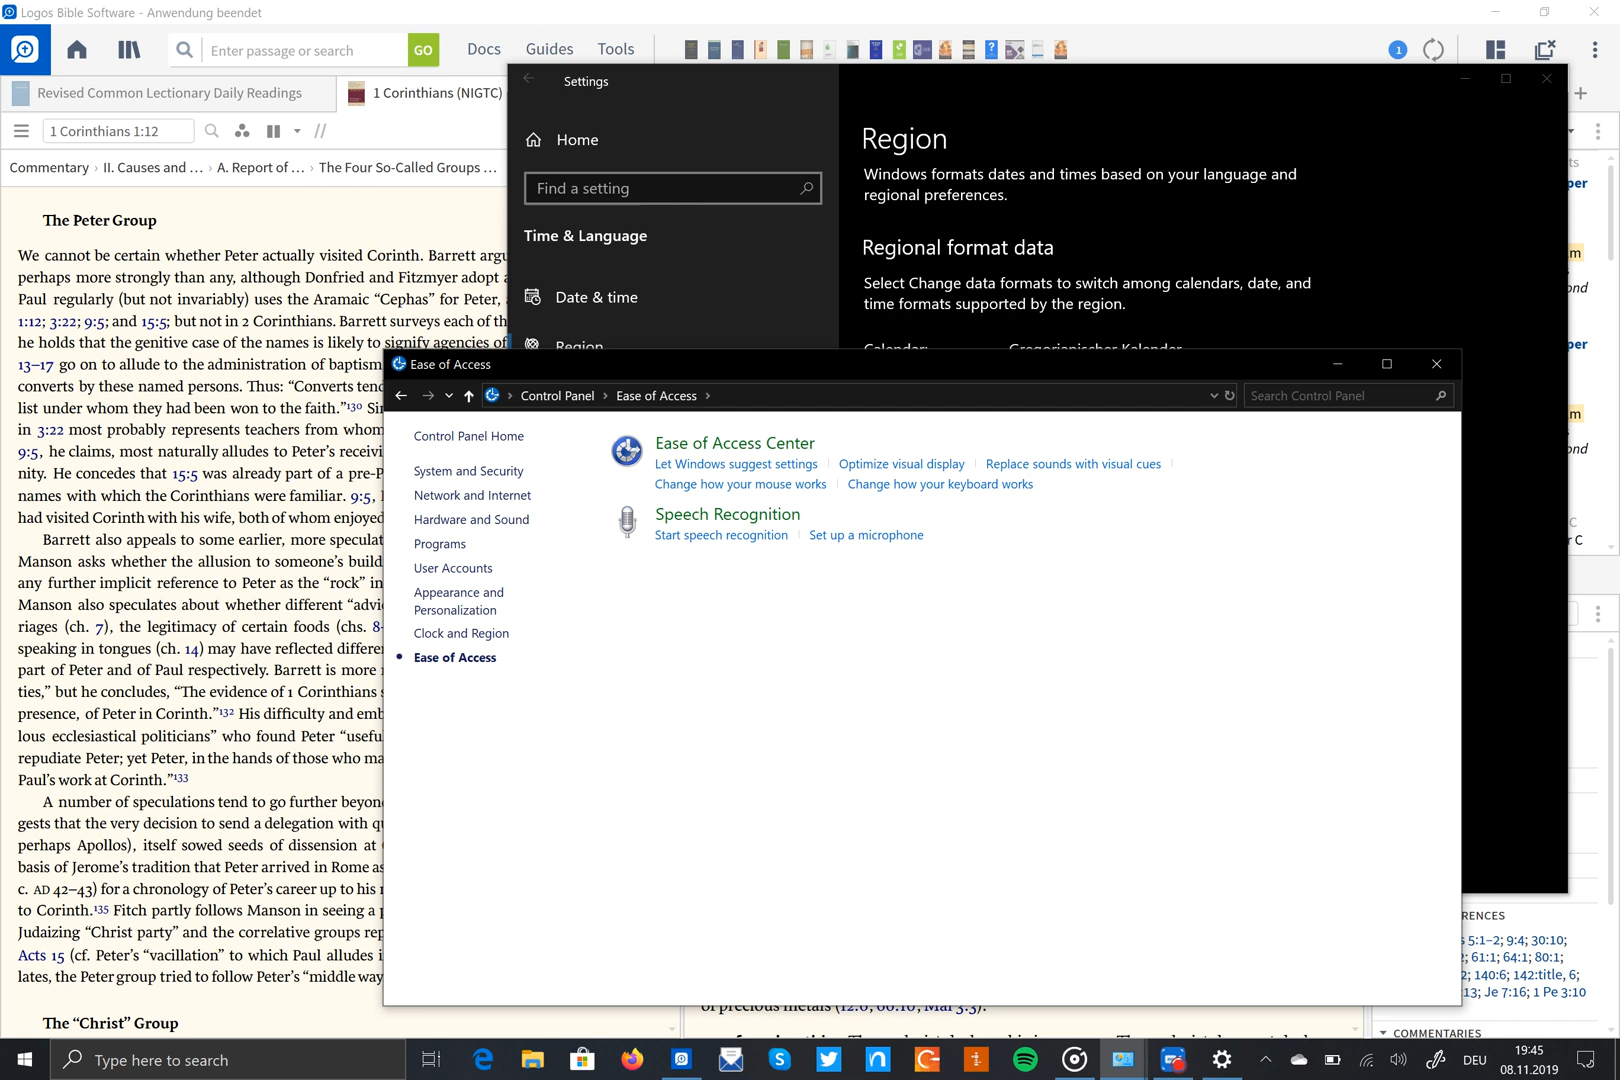 Logos Bible Software - Anwendung beendet
Enter passage or search
GO
Docs
Guides
Tools
1
Revised Common Lectionary Daily Readings
1 Corinthians (NIGTC)
1 Corinthians 1:12
Commentary › II. Causes and … › A. Report of … › The Four So-Called Groups …
The Peter Group
We cannot be certain whether Peter actually visited Corinth. Barrett argu
perhaps more strongly than any, although Donfried and Fitzmyer adopt a
Paul regularly (but not invariably) uses the Aramaic “Cephas” for Peter,
1:12; 3:22; 9:5; and 15:5; but not in 2 Corinthians. Barrett surveys each of th
he holds that the genitive case of the names is likely to signify agencies of
13–17 go on to allude to the administration of baptism
converts by these named persons. Thus: “Converts tend
list under whom they had been won to the faith.”130 Sin
in 3:22 most probably represents teachers from whom
9:5, he claims, most naturally alludes to Peter’s receivi
nity. He concedes that 15:5 was already part of a pre-P
names with which the Corinthians were familiar. 9:5,
had visited Corinth with his wife, both of whom enjoyed
Barrett also appeals to some earlier, more speculat
Manson asks whether the allusion to someone’s build
any further implicit reference to Peter as the “rock” in
Manson also speculates about whether different “advi
riages (ch. 7), the legitimacy of certain foods (chs. 8-
speaking in tongues (ch. 14) may have reflected differe
part of Peter and of Paul respectively. Barrett is more
ties,” but he concludes, “The evidence of 1 Corinthians s
presence, of Peter in Corinth.”132 His difficulty and emb
lous ecclesiastical politicians” who found Peter “usefu
repudiate Peter; yet Peter, in the hands of those who ma
Paul’s work at Corinth.”133
A number of speculations tend to go further beyon
gests that the very decision to send a delegation with qu
perhaps Apollos), itself sowed seeds of dissension at
basis of Jerome’s tradition that Peter arrived in Rome as
c. AD 42–43) for a chronology of Peter’s career up to his
to Corinth.135 Fitch partly follows Manson in seeing a p
Judaizing “Christ party” and the correlative groups rep
Acts 15 (cf. Peter’s “vacillation” to which Paul alludes i
lates, the Peter group tried to follow Peter’s “middle way
The “Christ” Group
Settings
Home
Find a setting
Time & Language
Date & time
Region
Region
Windows formats dates and times based on your language and
regional preferences.
Regional format data
Select Change data formats to switch among calendars, date, and
time formats supported by the region.
Calendar: Gregorianischer Kalender
Ease of Access
Control Panel › Ease of Access ›
Search Control Panel
Control Panel Home
System and Security
Network and Internet
Hardware and Sound
Programs
User Accounts
Appearance and
Personalization
Clock and Region
Ease of Access
Ease of Access Center
Let Windows suggest settings
Optimize visual display
Replace sounds with visual cues
Change how your mouse works
Change how your keyboard works
Speech Recognition
Start speech recognition
Set up a microphone
ts
per
m
ond
per
m
ond
C
r C
RENCES
s 5:1–2; 9:4; 30:10;
2; 61:1; 64:1; 80:1;
2; 140:6; 142:title, 6;
:13; Je 7:16; 1 Pe 3:10
COMMENTARIES
of precious metals (12:6; 66:10; Mal 3:3).
Type here to search
DEU
19:45
08.11.2019